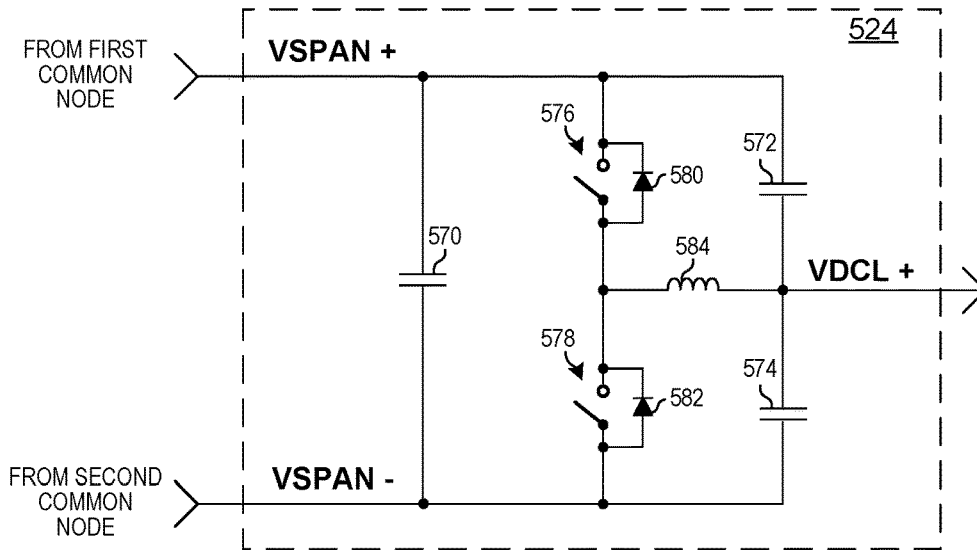 524
FROM FIRST
COMMON
NODE
VSPAN +
576
572
580
570
584
VDCL +
578
574
582
FROM SECOND
COMMON
NODE
VSPAN -